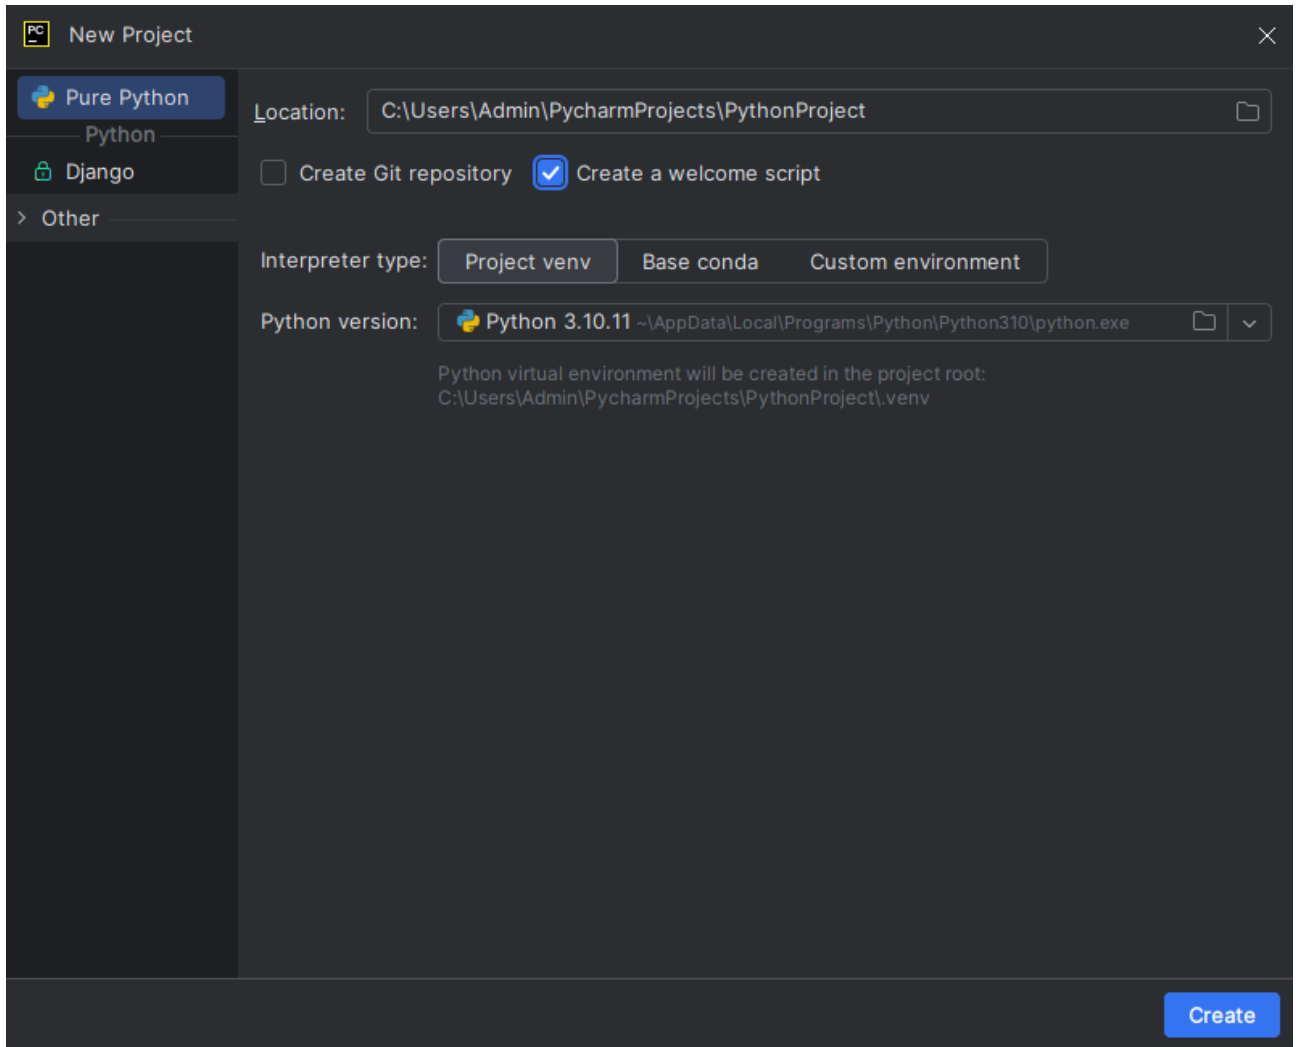 PC New Project
Pure Python
Python
Django
Other
Location: C:\Users\Admin\PycharmProjects\PythonProject
Create Git repository Create a welcome script
Interpreter type: Project venv Base conda Custom environment
Python version: Python 3.10.11 ~\AppData\Local\Programs\Python\Python310\python.exe
Python virtual environment will be created in the project root:
C:\Users\Admin\PycharmProjects\PythonProject\.venv
Create